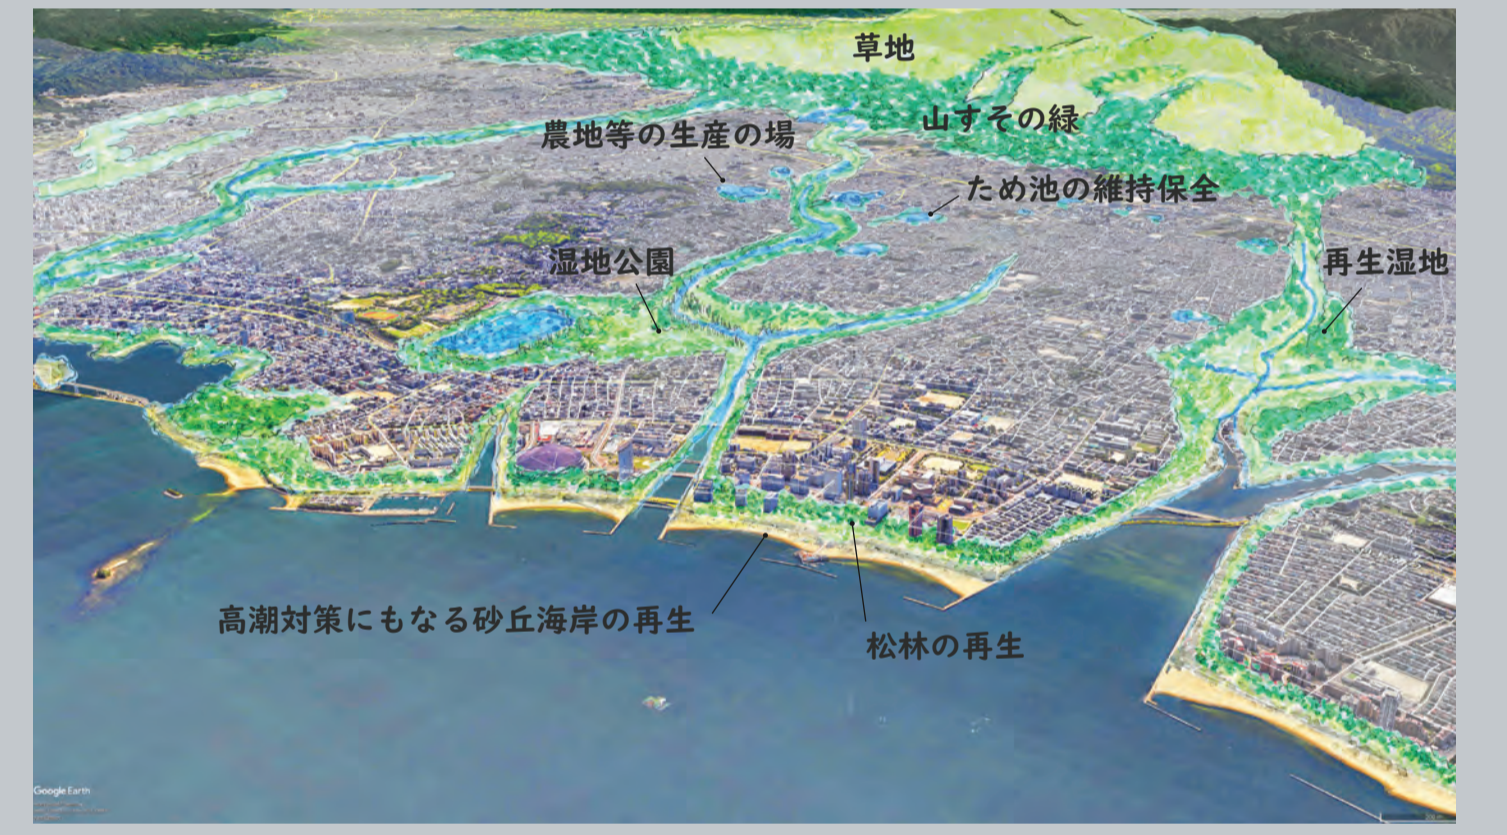 草地
山すその緑
農地等の生産の場
ため池の維持保全
湿地公園
再生湿地
高潮対策にもなる砂丘海岸の再生
松林の再生
Google Earth